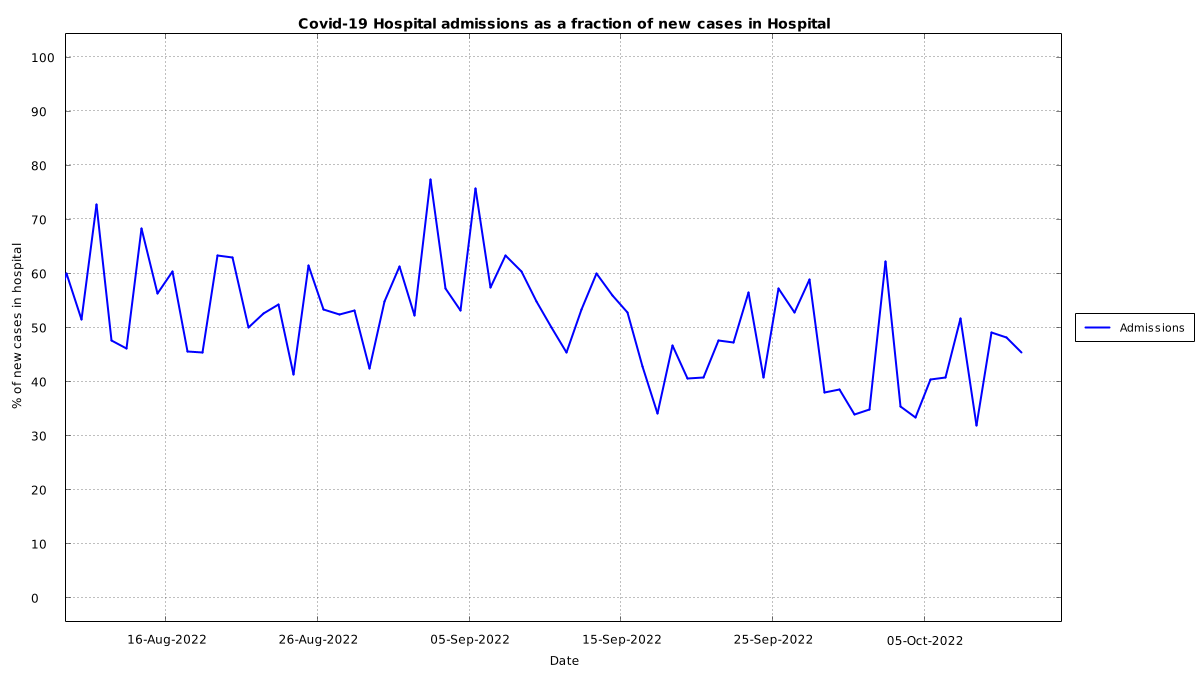 Covid-19 Hospital admissions as a fraction of new cases in Hospital
100
90
80
70
60
50
40
30
20
10
0
% of new cases in hospital
16-Aug-2022 26-Aug-2022 05-Sep-2022 15-Sep-2022 25-Sep-2022 05-Oct-2022
Date
Admissions